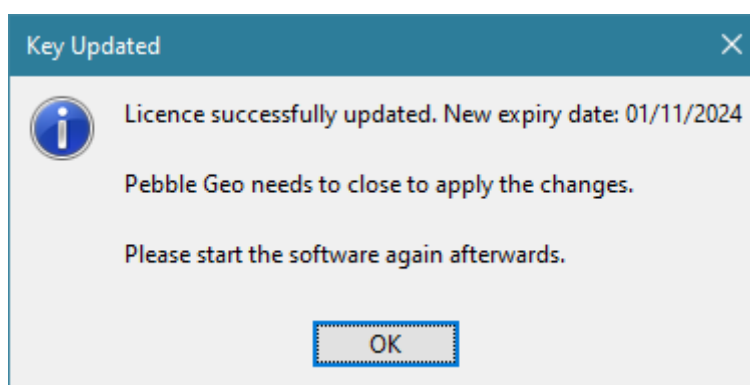 Key Updated
Licence successfully updated. New expiry date: 01/11/2024
Pebble Geo needs to close to apply the changes.
Please start the software again afterwards.
OK